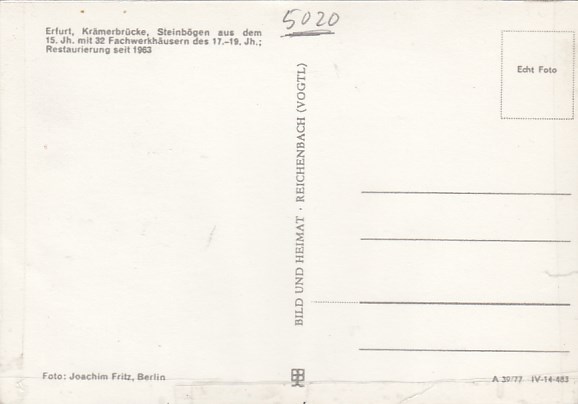 5020
Erfurt, Krämerbrücke, Steinbögen aus dem
15. Jh. mit 32 Fachwerkhäusern des 17.–19. Jh.;
Restaurierung seit 1963
Echt Foto
BILD UND HEIMAT · REICHENBACH (VOGTL)
Foto: Joachim Fritz, Berlin
A 39/77 IV-14-483